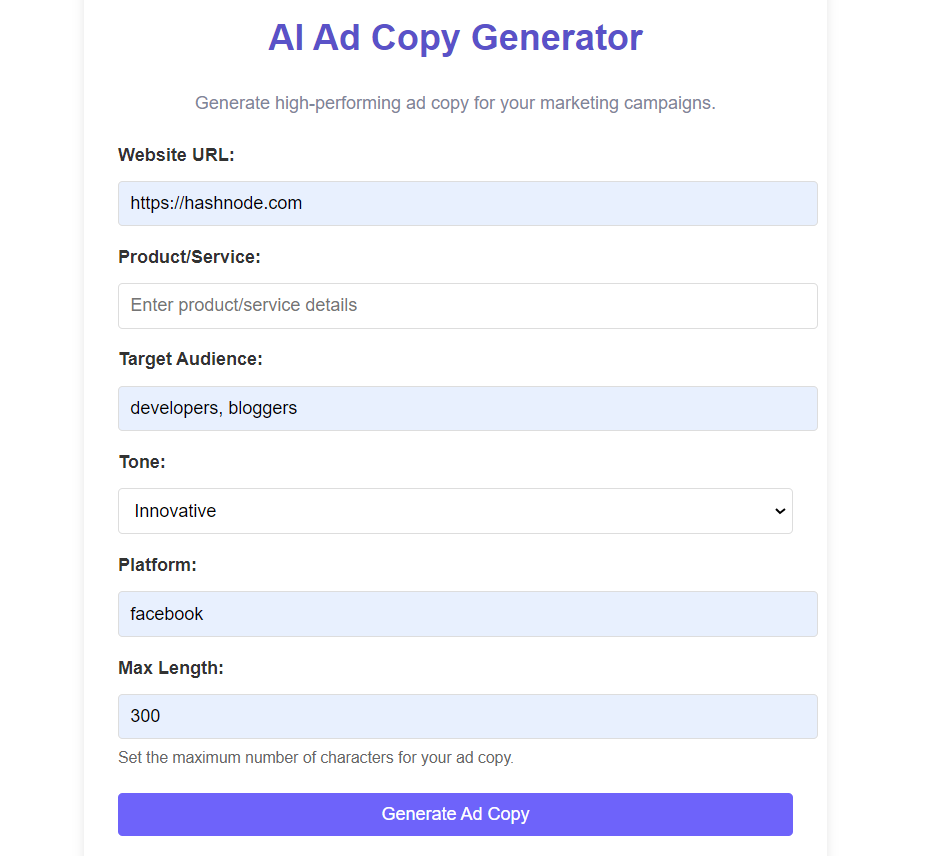 AI Ad Copy Generator
Generate high-performing ad copy for your marketing campaigns.
Website URL:
https://hashnode.com
Product/Service:
Enter product/service details
Target Audience:
developers, bloggers
Tone:
Innovative
Platform:
facebook
Max Length:
300
Set the maximum number of characters for your ad copy.
Generate Ad Copy